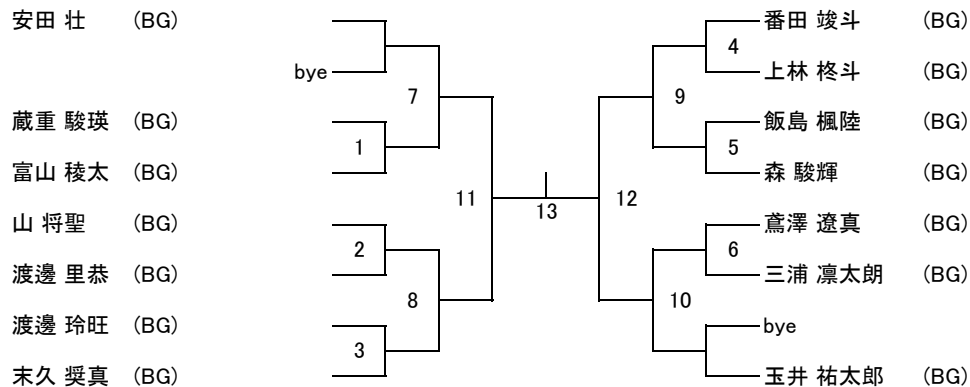 安田 壮 (BG)
bye
蔵重 駿瑛 (BG)
富山 稜太 (BG)
山 将聖 (BG)
渡邊 里恭 (BG)
渡邊 玲旺 (BG)
末久 奨真 (BG)
7
1
2
8
3
11
13
12
番田 竣斗 (BG)
4
上林 柊斗 (BG)
9
飯島 楓陸 (BG)
5
森 駿輝 (BG)
鳶澤 遼真 (BG)
6
三浦 凛太朗 (BG)
10
bye
玉井 祐太郎 (BG)